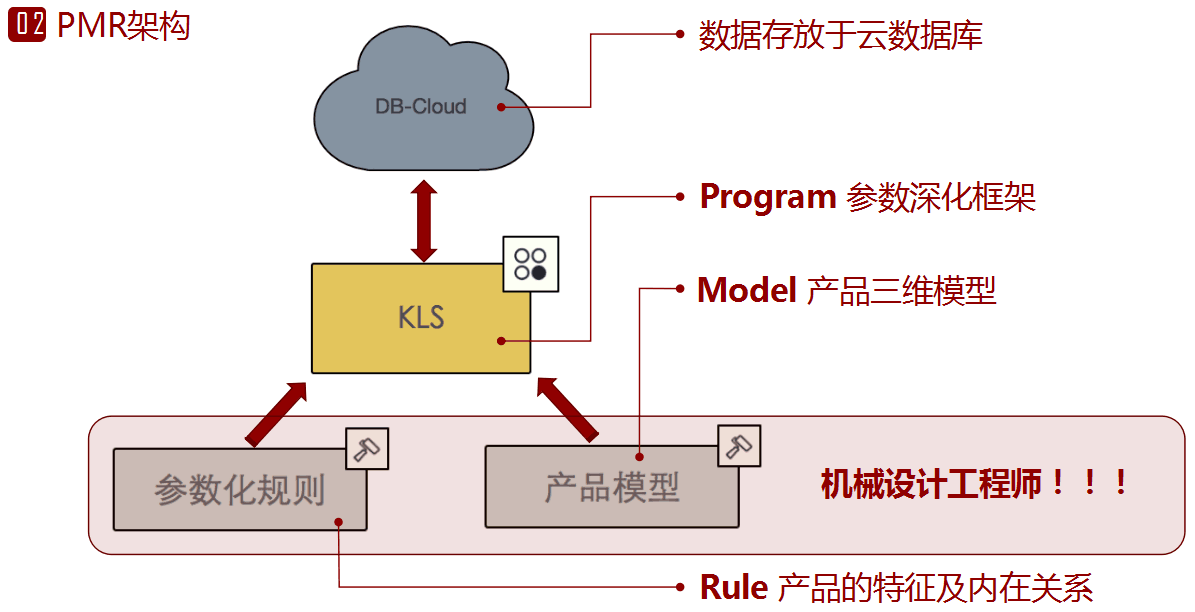 02 PMR架构
数据存放于云数据库
DB-Cloud
Program 参数深化框架
Model 产品三维模型
KLS
参数化规则
产品模型
机械设计工程师！！！
Rule 产品的特征及内在关系